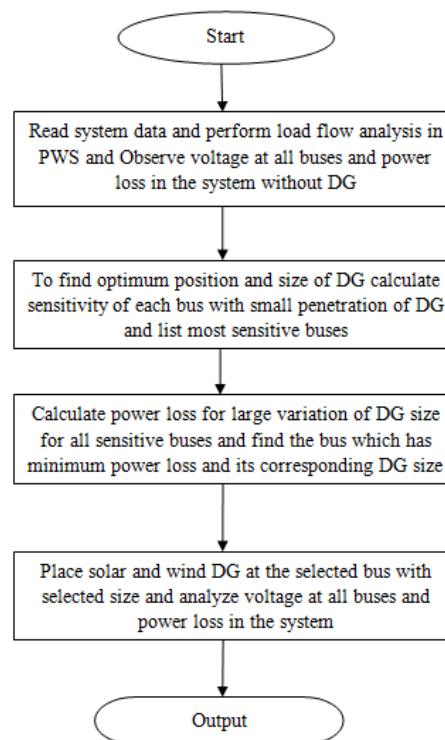 Start
Read system data and perform load flow analysis in
PWS and Observe voltage at all buses and power
loss in the system without DG
To find optimum position and size of DG calculate
sensitivity of each bus with small penetration of DG
and list most sensitive buses
Calculate power loss for large variation of DG size
for all sensitive buses and find the bus which has
minimum power loss and its corresponding DG size
Place solar and wind DG at the selected bus with
selected size and analyze voltage at all buses and
power loss in the system
Output